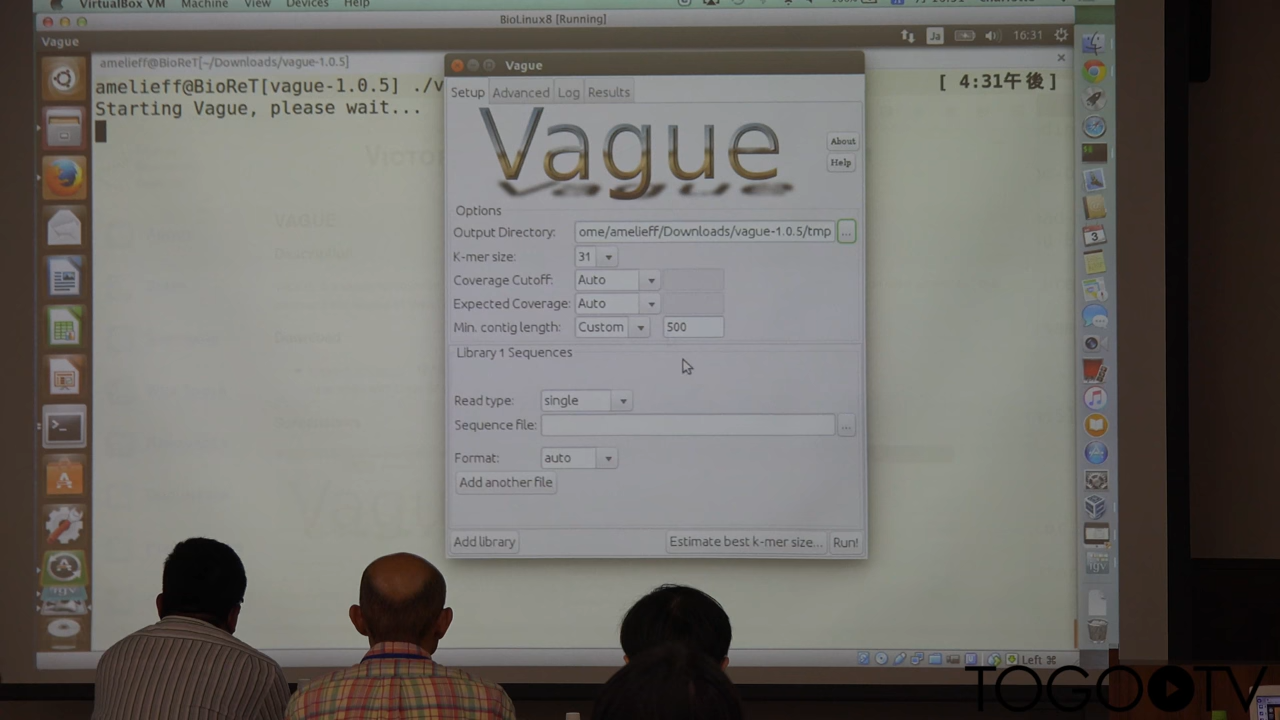 VirtualBox VM Machine View Devices Help
BioLinux8 [Running]
Vague
Ja
16:31
amelieff@BioReT[~/Downloads/vague-1.0.5]
amelieff@BioReT[vague-1.0.5] ./v
[ 4:31午後]
Starting Vague, please wait...
Vague
Setup Advanced Log Results
Vague
About
Help
Options
Output Directory: ome/amelieff/Downloads/vague-1.0.5/tmp ...
K-mer size: 31
Coverage Cutoff: Auto
Expected Coverage: Auto
Min. contig length: Custom 500
Library 1 Sequences
Read type: single
Sequence file: ...
Format: auto
Add another file
Add library Estimate best k-mer size... Run!
Left ⌘
TOGO TV